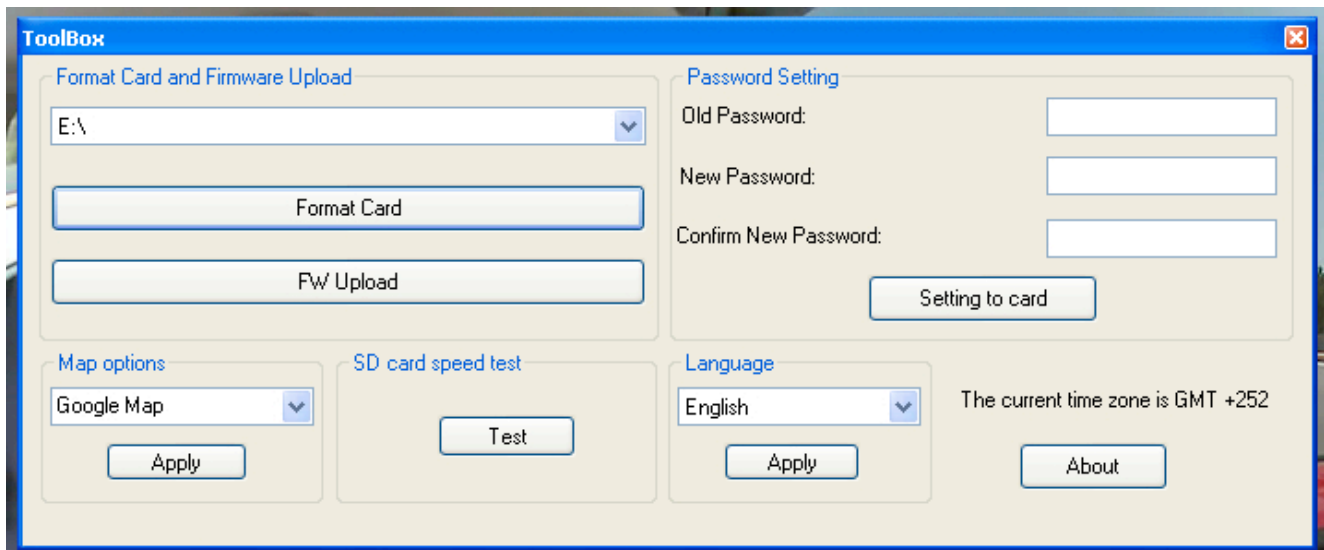 ToolBox
Format Card and Firmware Upload
E:\
Format Card
FW Upload
Password Setting
Old Password:
New Password:
Confirm New Password:
Setting to card
Map options
Google Map
Apply
SD card speed test
Test
Language
English
Apply
The current time zone is GMT +252
About